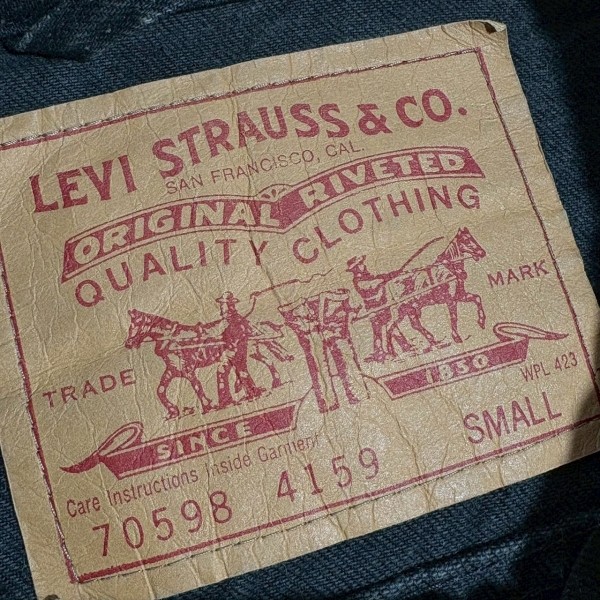 LEVI STRAUSS & CO.
SAN FRANCISCO, CAL.
ORIGINAL RIVETED
QUALITY CLOTHING
TRADE MARK
SINCE 1850
WPL 423
Care Instructions Inside Garment
SMALL
70598 4159